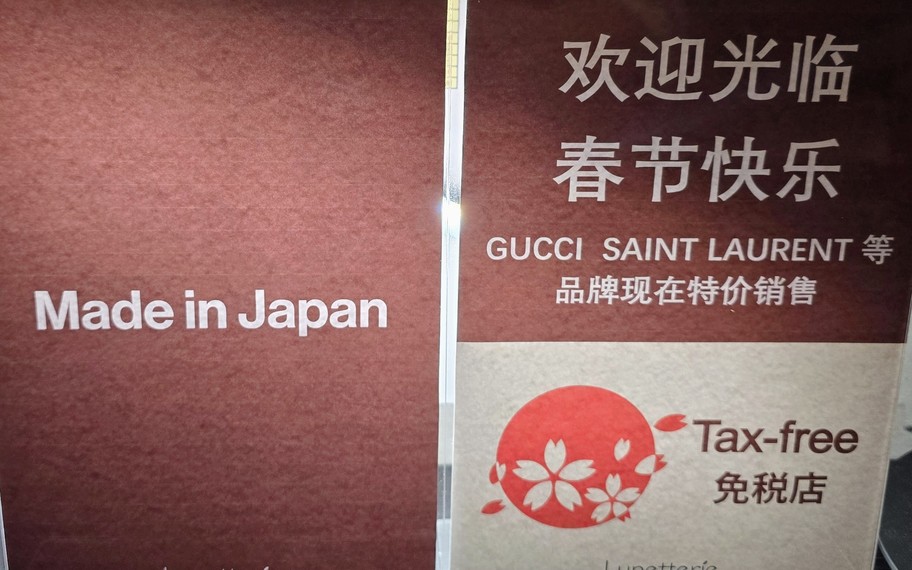 Made in Japan
欢迎光临
春节快乐
GUCCI SAINT LAURENT 等
品牌现在特价销售
Tax-free
免税店